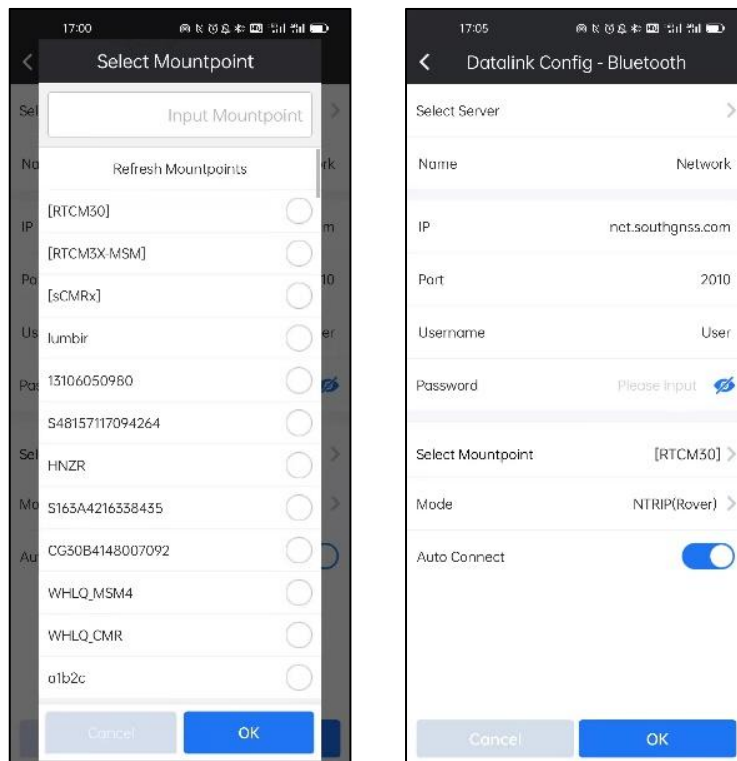 17:00
Select Mountpoint
Input Mountpoint
Refresh Mountpoints
[RTCM30]
[RTCM3X-MSM]
[sCMRx]
lumbir
13106050980
S48157117094264
HNZR
S163A4216338435
CG30B4148007092
WHLQ_MSM4
WHLQ_CMR
a1b2c
Cancel OK
17:05
Datalink Config - Bluetooth
Select Server
Name Network
IP net.southgnss.com
Port 2010
Username User
Password Please Input
Select Mountpoint [RTCM30]
Mode NTRIP(Rover)
Auto Connect
Cancel OK